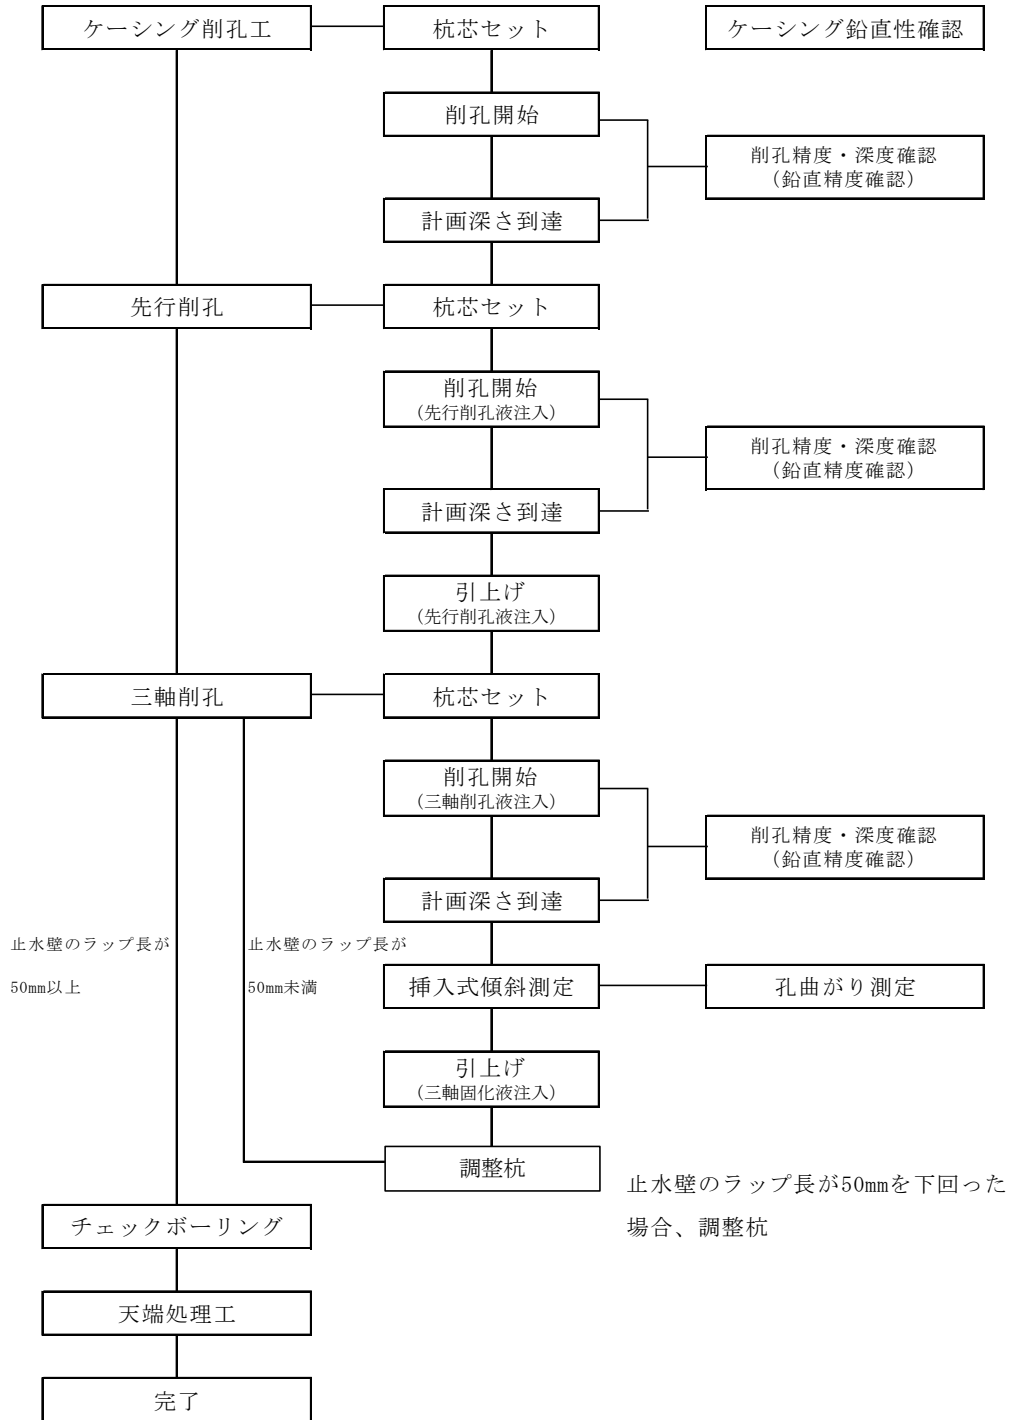 ケーシング削孔工
杭芯セット
ケーシング鉛直性確認
削孔開始
削孔精度・深度確認
(鉛直精度確認)
計画深さ到達
先行削孔
杭芯セット
削孔開始
(先行削孔液注入)
削孔精度・深度確認
(鉛直精度確認)
計画深さ到達
引上げ
(先行削孔液注入)
三軸削孔
杭芯セット
削孔開始
(三軸削孔液注入)
削孔精度・深度確認
(鉛直精度確認)
計画深さ到達
止水壁のラップ長が
50mm以上
止水壁のラップ長が
50mm未満
挿入式傾斜測定
孔曲がり測定
引上げ
(三軸固化液注入)
調整杭
止水壁のラップ長が50mmを下回った
場合、調整杭
チェックボーリング
天端処理工
完了